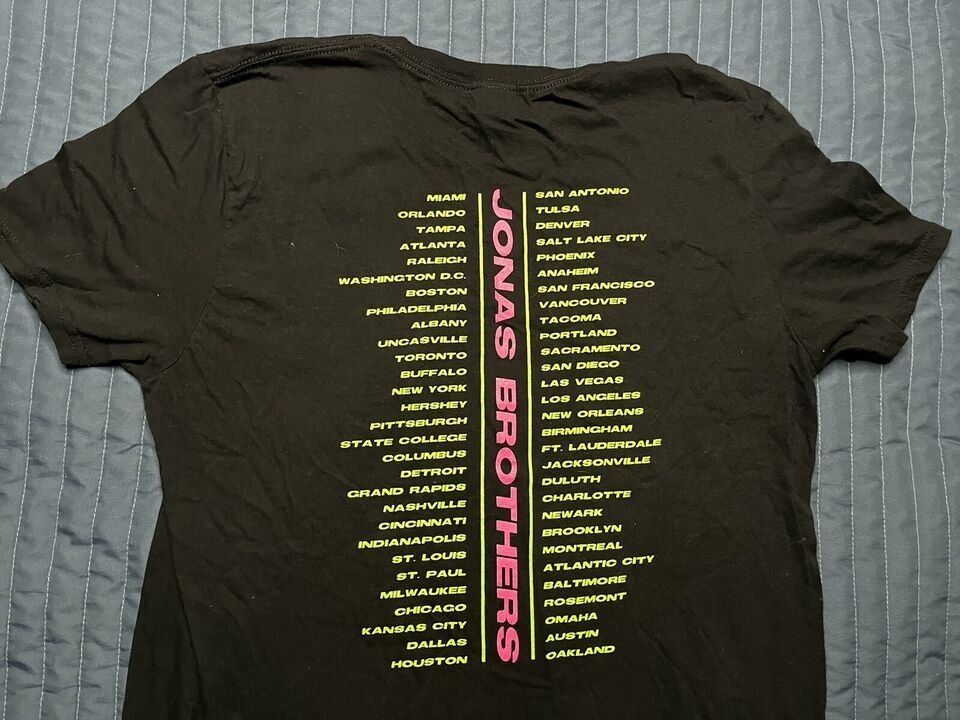 MIAMI
ORLANDO
TAMPA
ATLANTA
RALEIGH
WASHINGTON D.C.
BOSTON
PHILADELPHIA
ALBANY
UNCASVILLE
TORONTO
BUFFALO
NEW YORK
HERSHEY
PITTSBURGH
STATE COLLEGE
COLUMBUS
DETROIT
GRAND RAPIDS
NASHVILLE
CINCINNATI
INDIANAPOLIS
ST. LOUIS
ST. PAUL
MILWAUKEE
CHICAGO
KANSAS CITY
DALLAS
HOUSTON
JONAS BROTHERS
SAN ANTONIO
TULSA
DENVER
SALT LAKE CITY
PHOENIX
ANAHEIM
SAN FRANCISCO
VANCOUVER
TACOMA
PORTLAND
SACRAMENTO
SAN DIEGO
LAS VEGAS
LOS ANGELES
NEW ORLEANS
BIRMINGHAM
FT. LAUDERDALE
JACKSONVILLE
DULUTH
CHARLOTTE
NEWARK
BROOKLYN
MONTREAL
ATLANTIC CITY
BALTIMORE
ROSEMONT
OMAHA
AUSTIN
OAKLAND